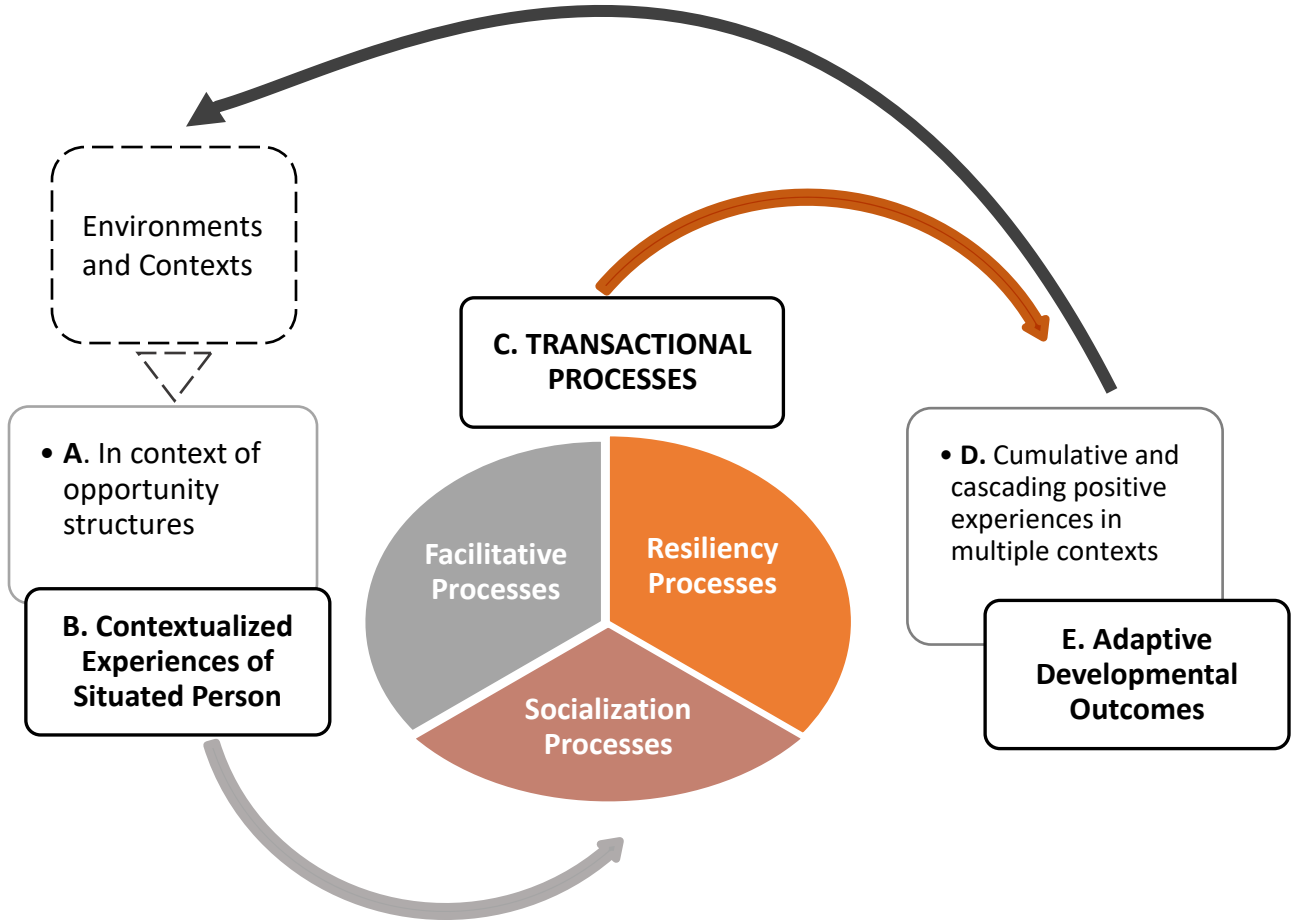 Environments
and Contexts
• A. In context of
opportunity
structures
B. Contextualized
Experiences of
Situated Person
C. TRANSACTIONAL
PROCESSES
Facilitative
Processes
Resiliency
Processes
Socialization
Processes
• D. Cumulative and
cascading positive
experiences in
multiple contexts
E. Adaptive
Developmental
Outcomes